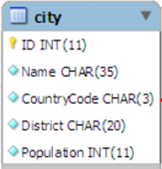 city
ID INT(11)
Name CHAR(35)
CountryCode CHAR(3)
District CHAR(20)
Population INT(11)